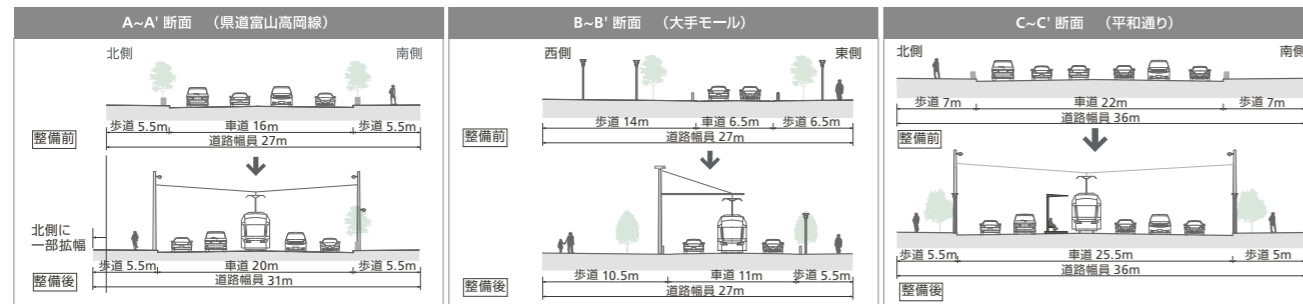 A~A' 断面 （県道富山高岡線）
北側
南側
歩道 5.5m
車道 16m
歩道 5.5m
整備前
道路幅員 27m
北側に
一部拡幅
歩道 5.5m
車道 20m
歩道 5.5m
整備後
道路幅員 31m
B~B' 断面 （大手モール）
西側
東側
歩道 14m
車道 6.5m
歩道 6.5m
整備前
道路幅員 27m
歩道 10.5m
車道 11m
歩道 5.5m
整備後
道路幅員 27m
C~C' 断面 （平和通り）
北側
南側
歩道 7m
車道 22m
歩道 7m
道路幅員 36m
整備前
歩道 5.5m
車道 25.5m
歩道 5m
道路幅員 36m
整備後